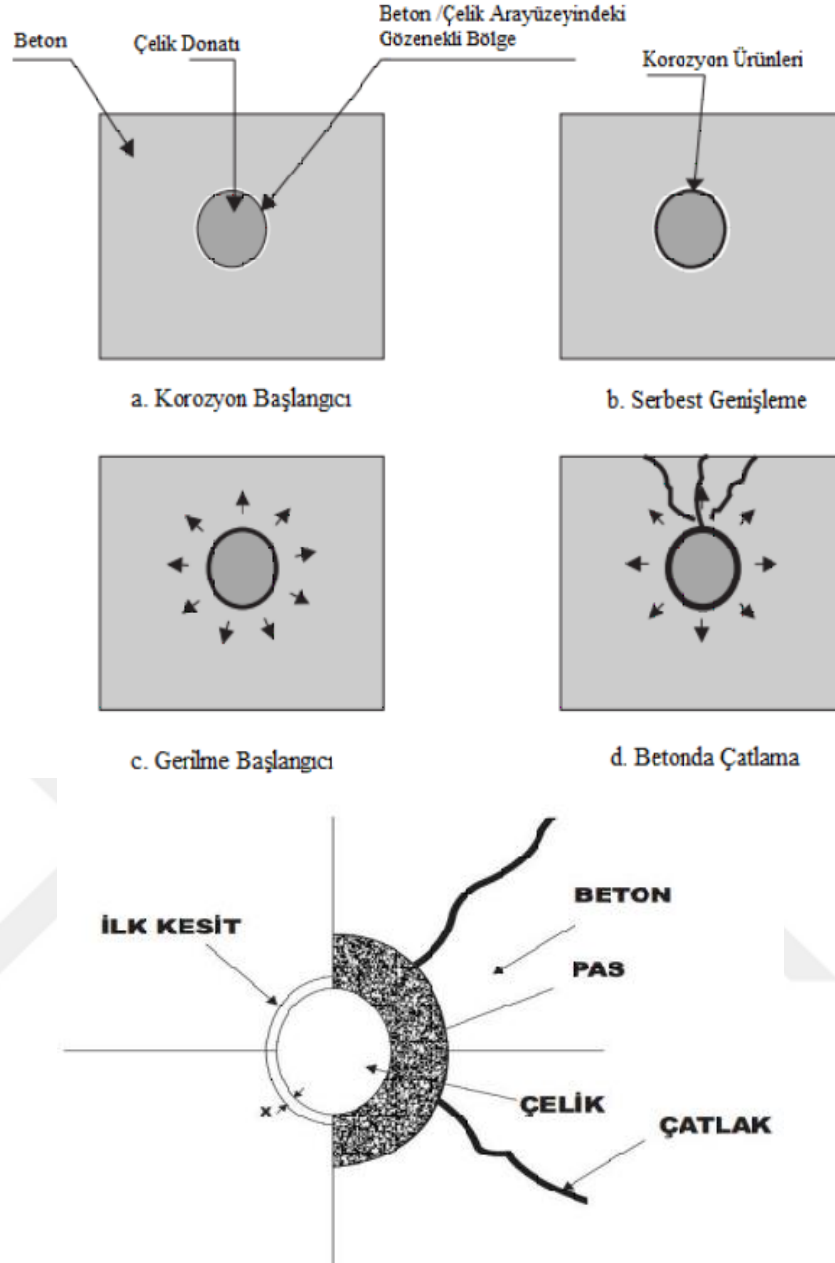 Beton
Çelik Donatı
Beton /Çelik Arayüzeyindeki
Gözenekli Bölge
Korozyon Ürünleri
a. Korozyon Başlangıcı
b. Serbest Genişleme
c. Gerilme Başlangıcı
d. Betonda Çatlama
İLK KESİT
BETON
PAS
x
ÇELİK
ÇATLAK